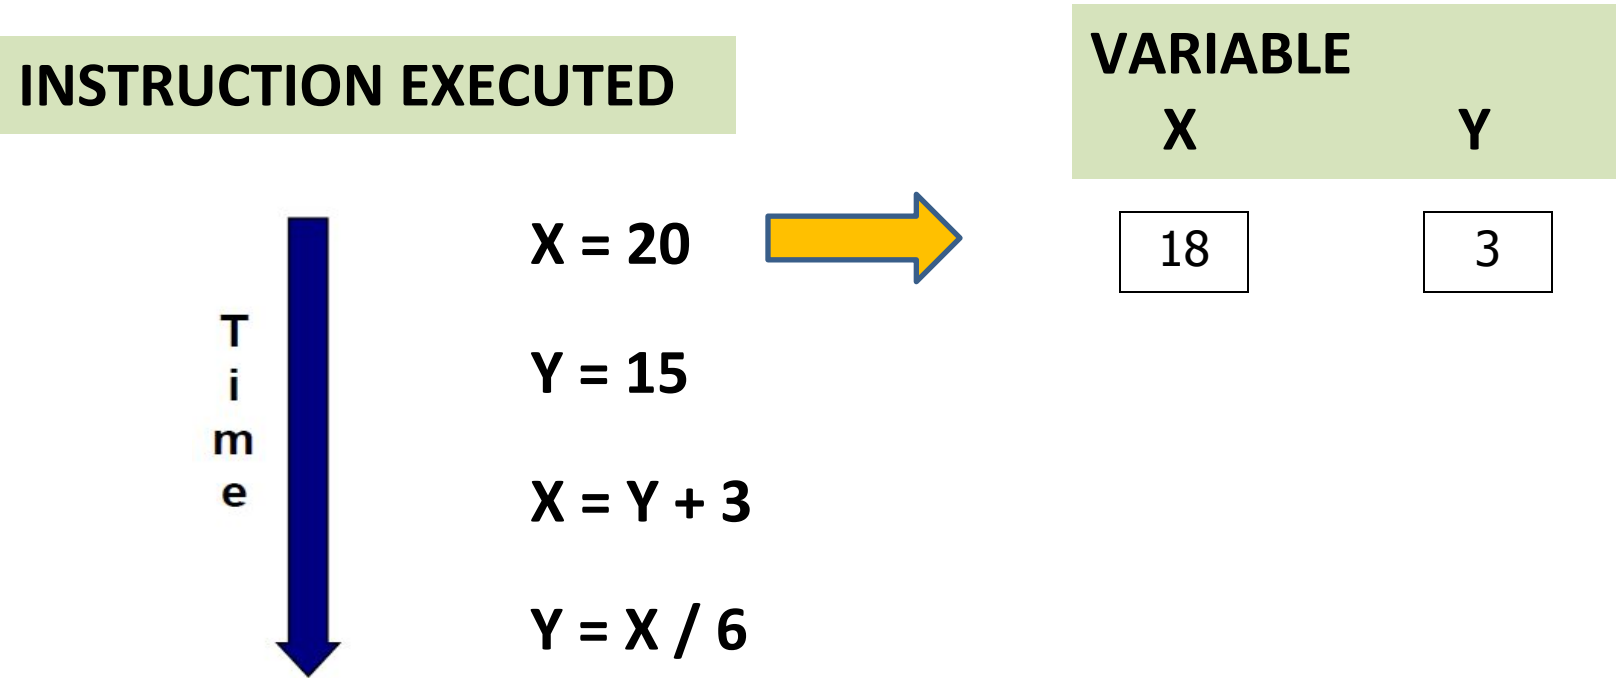 INSTRUCTION EXECUTED
VARIABLE
X Y
X = 20
18 3
Y = 15
X = Y + 3
Y = X / 6
T
i
m
e